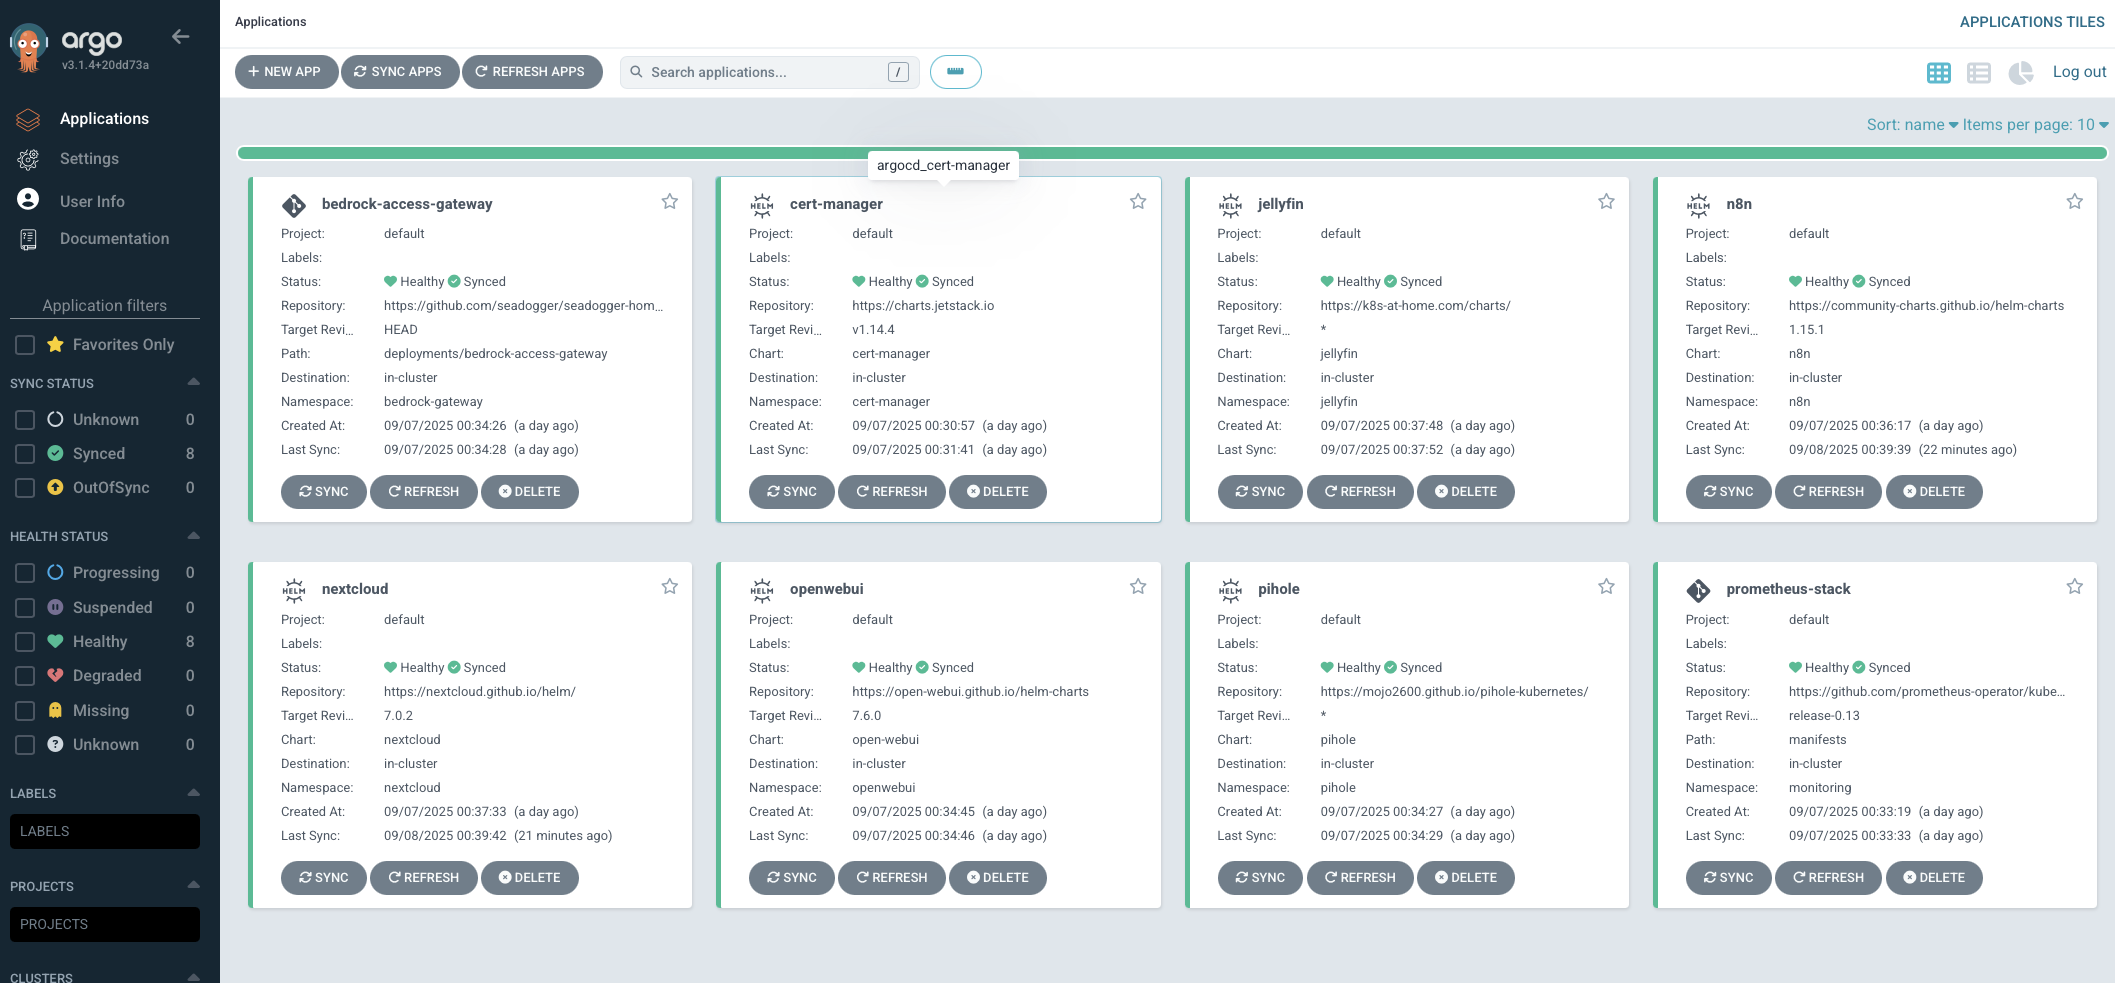 argo
v3.1.4+20dd73a
Applications
Settings
User Info
Documentation
Application filters
Favorites Only
SYNC STATUS
Unknown 0
Synced 8
OutOfSync 0
HEALTH STATUS
Progressing 0
Suspended 0
Healthy 8
Degraded 0
Missing 0
Unknown 0
LABELS
LABELS
PROJECTS
PROJECTS
CLUSTERS
Applications
APPLICATIONS TILES
NEW APP SYNC APPS REFRESH APPS Search applications... / Log out
Sort: name Items per page: 10
argocd_cert-manager
HELM HELM HELM
bedrock-access-gateway
Project: default
Labels:
Status: Healthy Synced
Repository: https://github.com/seadogger/seadogger-hom...
Target Revi... HEAD
Path: deployments/bedrock-access-gateway
Destination: in-cluster
Namespace: bedrock-gateway
Created At: 09/07/2025 00:34:26 (a day ago)
Last Sync: 09/07/2025 00:34:28 (a day ago)
SYNC REFRESH DELETE
cert-manager
Project: default
Labels:
Status: Healthy Synced
Repository: https://charts.jetstack.io
Target Revi... v1.14.4
Chart: cert-manager
Destination: in-cluster
Namespace: cert-manager
Created At: 09/07/2025 00:30:57 (a day ago)
Last Sync: 09/07/2025 00:31:41 (a day ago)
SYNC REFRESH DELETE
jellyfin
Project: default
Labels:
Status: Healthy Synced
Repository: https://k8s-at-home.com/charts/
Target Revi... *
Chart: jellyfin
Destination: in-cluster
Namespace: jellyfin
Created At: 09/07/2025 00:37:48 (a day ago)
Last Sync: 09/07/2025 00:37:52 (a day ago)
SYNC REFRESH DELETE
n8n
Project: default
Labels:
Status: Healthy Synced
Repository: https://community-charts.github.io/helm-charts
Target Revi... 1.15.1
Chart: n8n
Destination: in-cluster
Namespace: n8n
Created At: 09/07/2025 00:36:17 (a day ago)
Last Sync: 09/08/2025 00:39:39 (22 minutes ago)
SYNC REFRESH DELETE
HELM HELM HELM
nextcloud
Project: default
Labels:
Status: Healthy Synced
Repository: https://nextcloud.github.io/helm/
Target Revi... 7.0.2
Chart: nextcloud
Destination: in-cluster
Namespace: nextcloud
Created At: 09/07/2025 00:37:33 (a day ago)
Last Sync: 09/08/2025 00:39:42 (21 minutes ago)
SYNC REFRESH DELETE
openwebui
Project: default
Labels:
Status: Healthy Synced
Repository: https://open-webui.github.io/helm-charts
Target Revi... 7.6.0
Chart: open-webui
Destination: in-cluster
Namespace: openwebui
Created At: 09/07/2025 00:34:45 (a day ago)
Last Sync: 09/07/2025 00:34:46 (a day ago)
SYNC REFRESH DELETE
pihole
Project: default
Labels:
Status: Healthy Synced
Repository: https://mojo2600.github.io/pihole-kubernetes/
Target Revi... *
Chart: pihole
Destination: in-cluster
Namespace: pihole
Created At: 09/07/2025 00:34:27 (a day ago)
Last Sync: 09/07/2025 00:34:29 (a day ago)
SYNC REFRESH DELETE
prometheus-stack
Project: default
Labels:
Status: Healthy Synced
Repository: https://github.com/prometheus-operator/kube...
Target Revi... release-0.13
Path: manifests
Destination: in-cluster
Namespace: monitoring
Created At: 09/07/2025 00:33:19 (a day ago)
Last Sync: 09/07/2025 00:33:33 (a day ago)
SYNC REFRESH DELETE